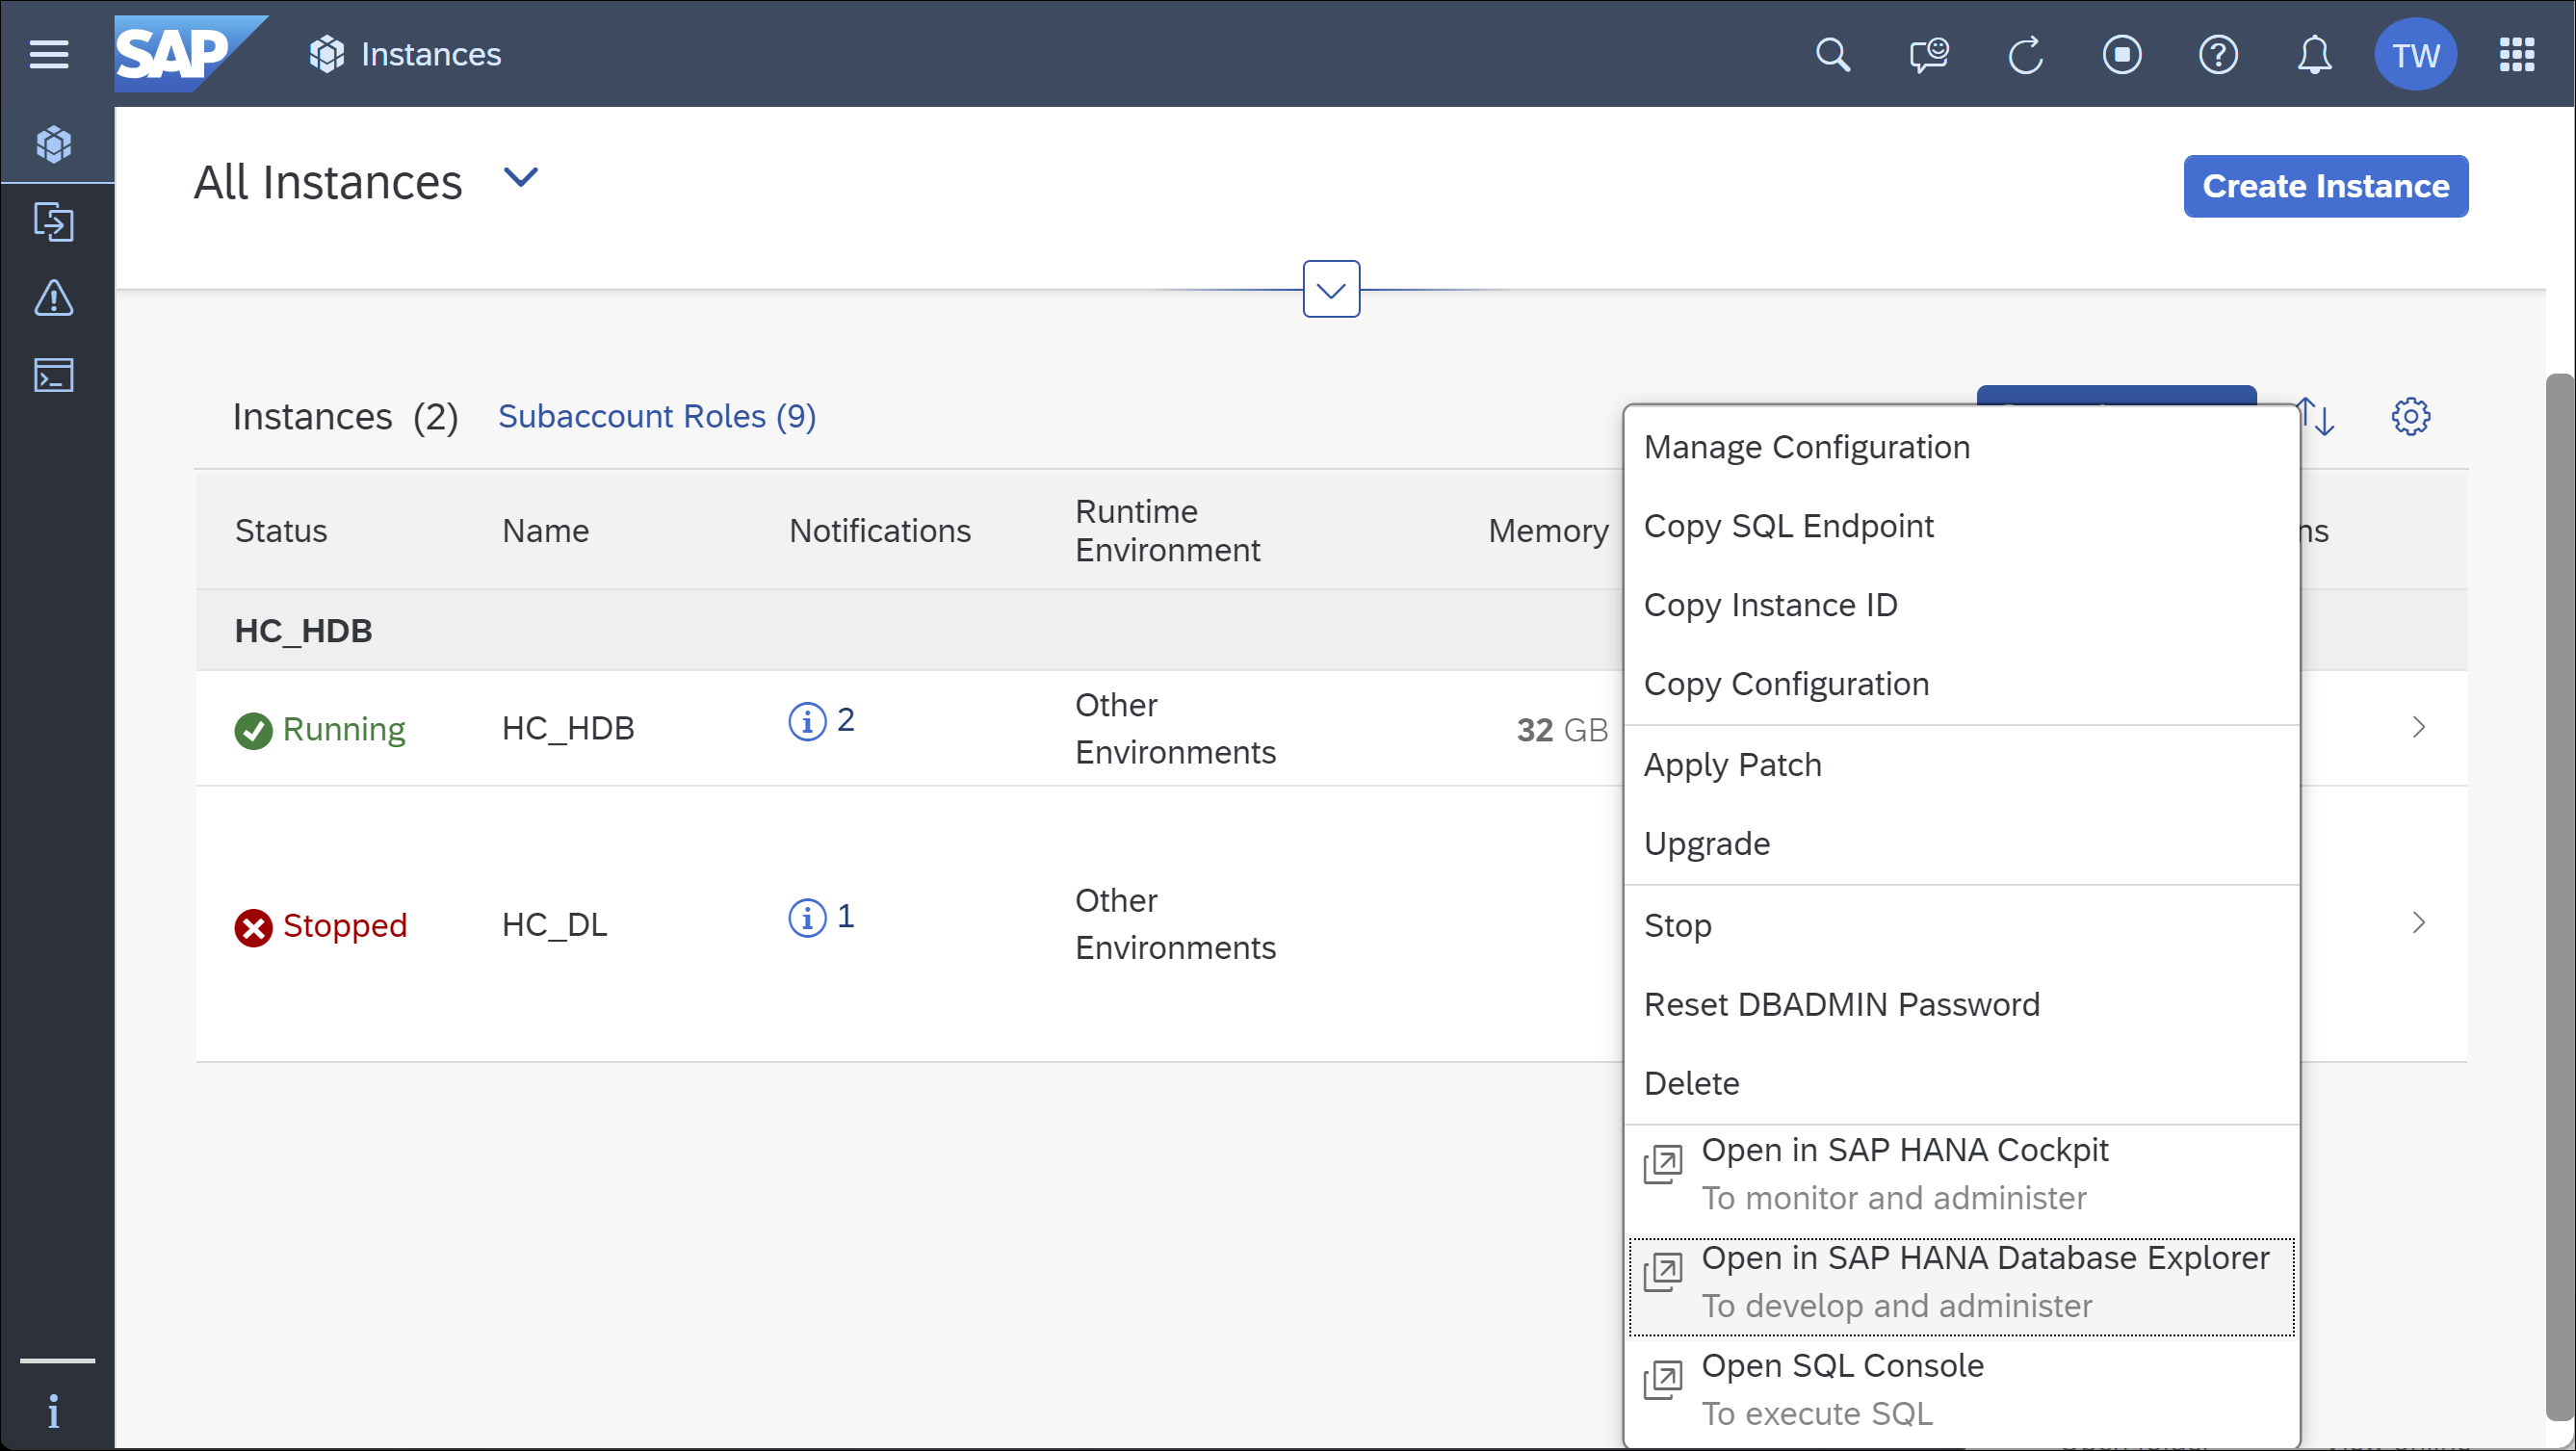 SAP
Instances
TW
All Instances
Create Instance
Instances (2)
Subaccount Roles (9)
Status
Name
Notifications
Runtime
Environment
Memory
ns
HC_HDB
Running
HC_HDB
2
Other
Environments
32 GB
Stopped
HC_DL
1
Other
Environments
Manage Configuration
Copy SQL Endpoint
Copy Instance ID
Copy Configuration
Apply Patch
Upgrade
Stop
Reset DBADMIN Password
Delete
Open in SAP HANA Cockpit
To monitor and administer
Open in SAP HANA Database Explorer
To develop and administer
Open SQL Console
To execute SQL